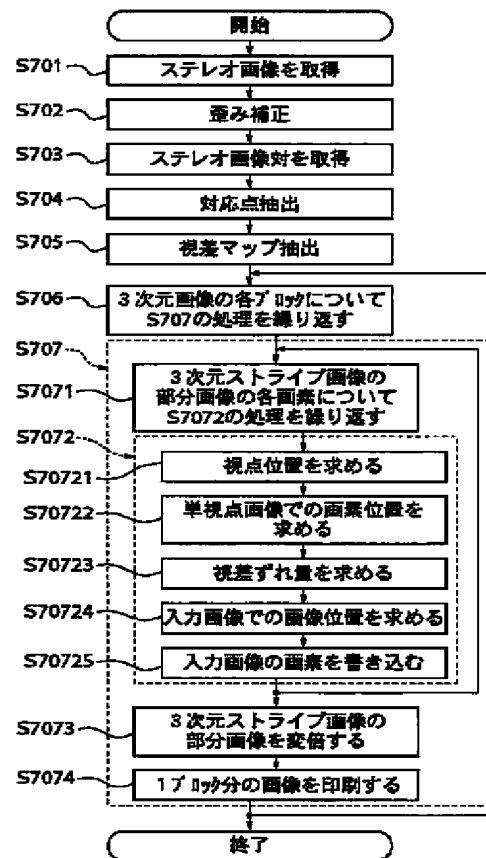 開始
S701
ステレオ画像を取得
S702
歪み補正
S703
ステレオ画像対を取得
S704
対応点抽出
S705
視差マップ抽出
S706
3次元画像の各ブロックについて
S707の処理を繰り返す
S707
S7071
3次元ストライプ画像の
部分画像の各画素について
S7072の処理を繰り返す
S7072
S70721
視点位置を求める
S70722
単視点画像での画素位置を
求める
S70723
視差ずれ量を求める
S70724
入力画像での画像位置を求める
S70725
入力画像の画素を書き込む
S7073
3次元ストライプ画像の
部分画像を変倍する
S7074
1ブロック分の画像を印刷する
終了